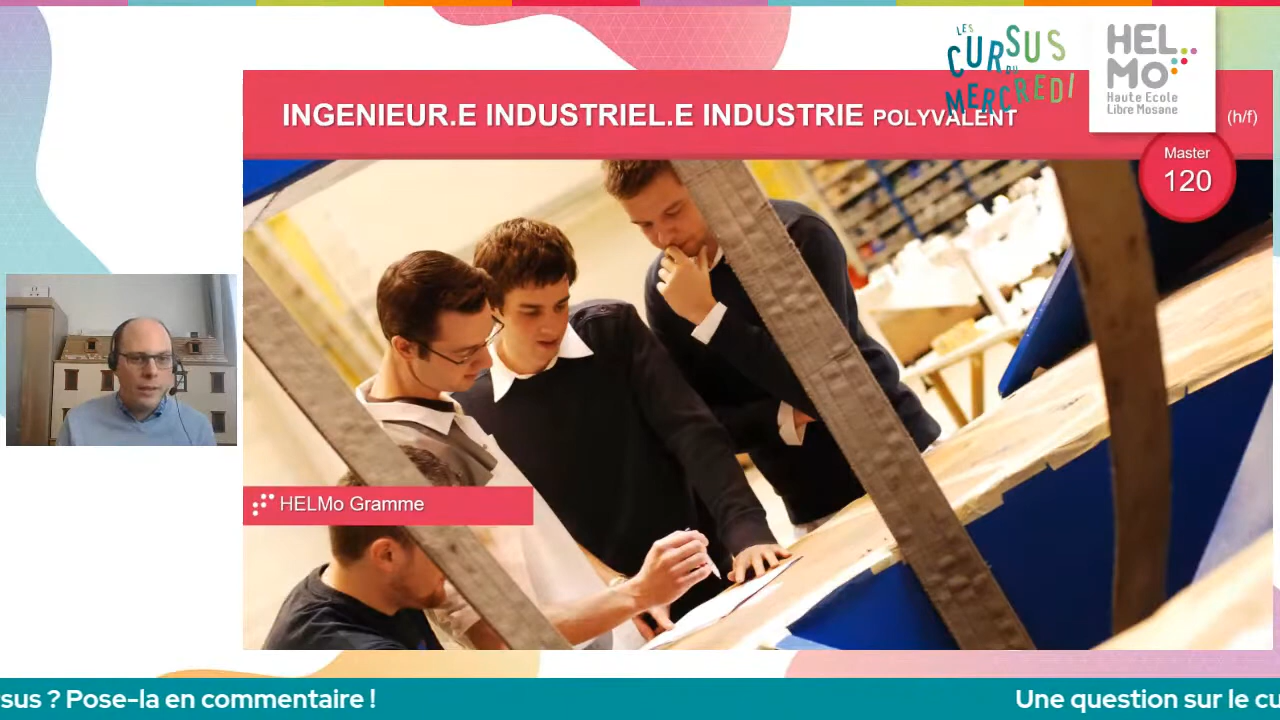 LES
CURSUS
DU
MERCREDI
HEL
MO
Haute Ecole
Libre Mosane
INGENIEUR.E INDUSTRIEL.E INDUSTRIE POLYVALENT
(h/f)
Master
120
HELMo Gramme
sus ? Pose-la en commentaire !
Une question sur le cu